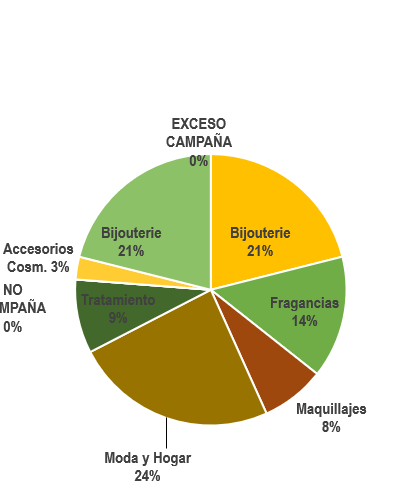 EXCESO
CAMPAÑA
0%
Bijouterie
21%
Bijouterie
21%
Accesorios
Cosm. 3%
NO
MPAÑA
0%
Tratamiento
9%
Fragancias
14%
Maquillajes
8%
Moda y Hogar
24%